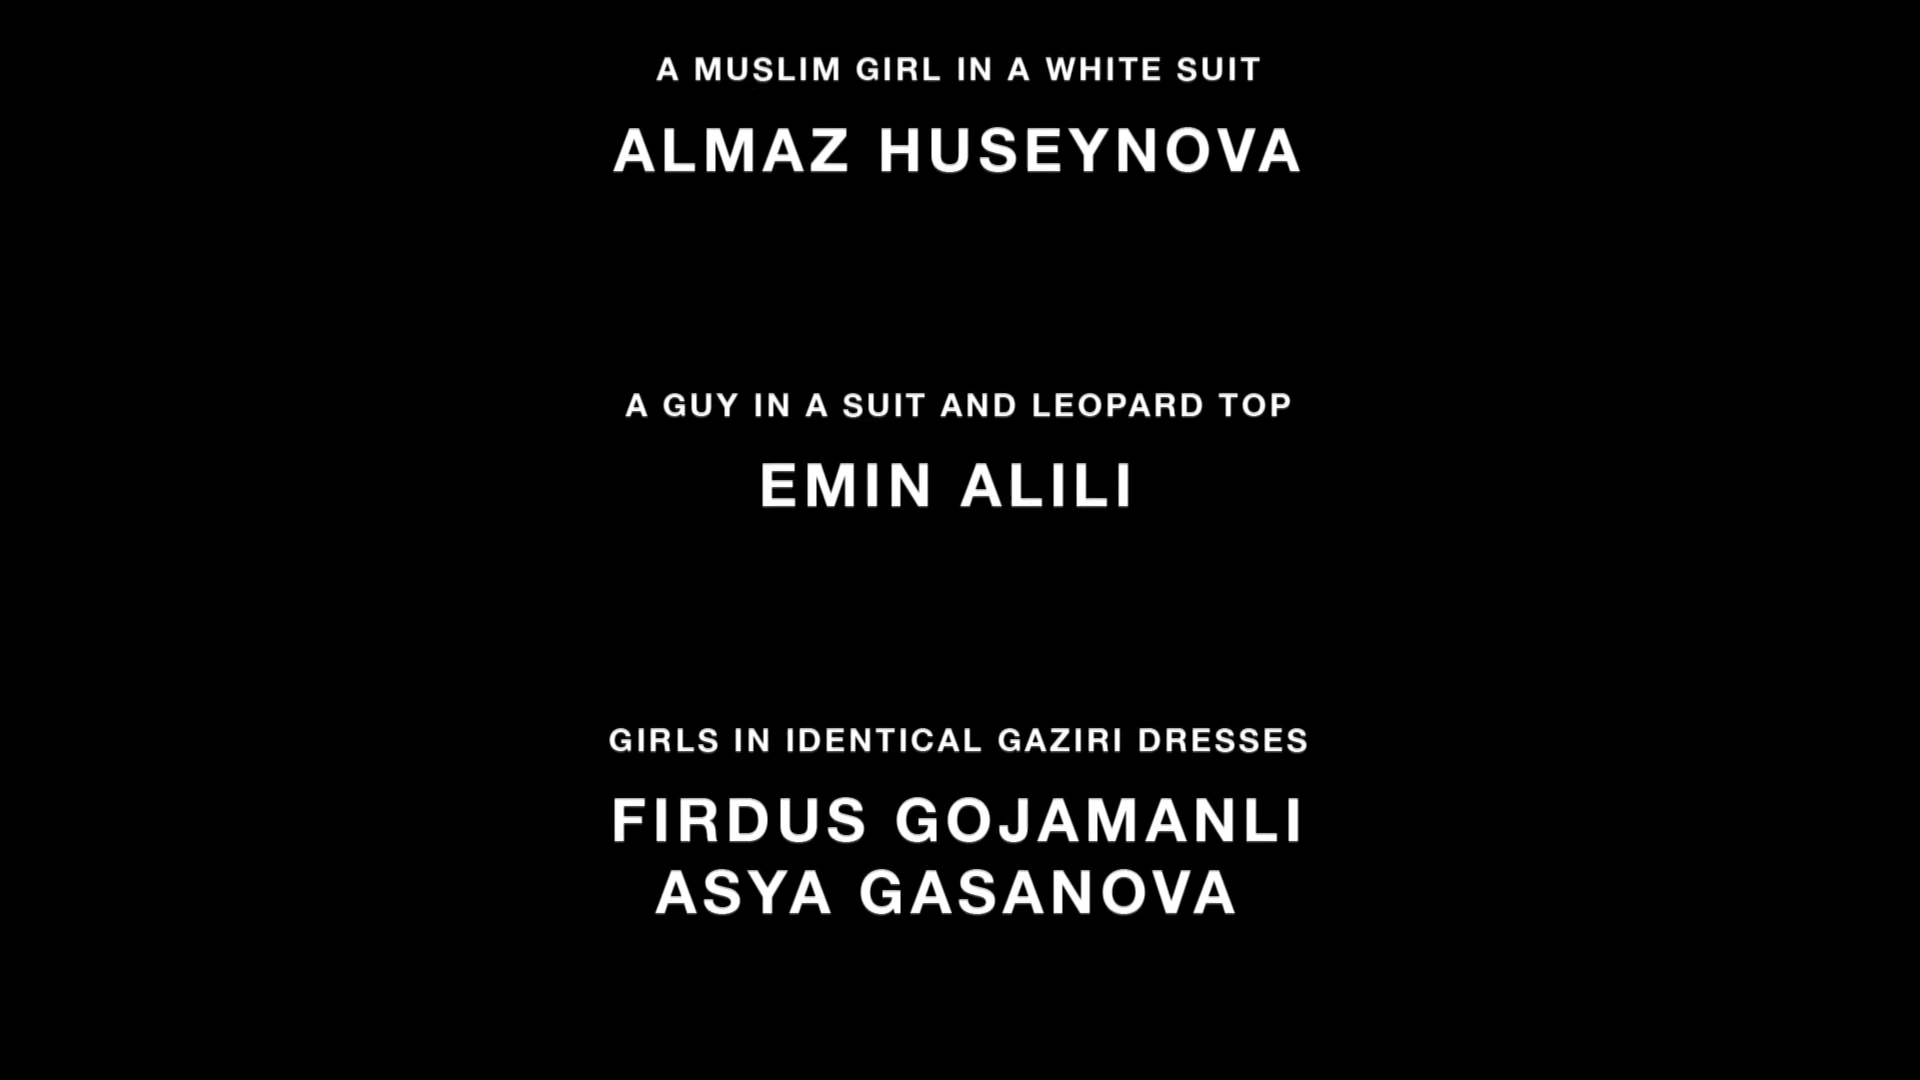 A MUSLIM GIRL IN A WHITE SUIT
ALMAZ HUSEYNOVA
A GUY IN A SUIT AND LEOPARD TOP
EMIN ALILI
GIRLS IN IDENTICAL GAZIRI DRESSES
FIRDUS GOJAMANLI
ASYA GASANOVA